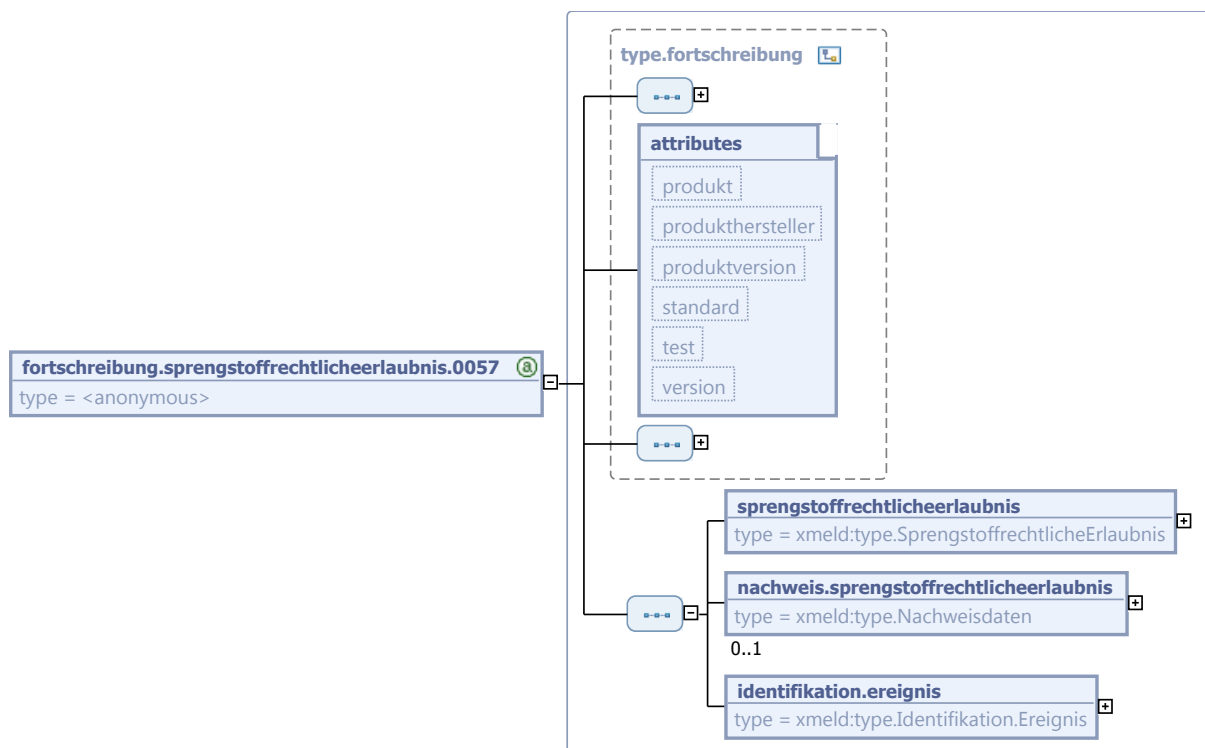 type.fortschreibung
attributes
produkt
produkthersteller
produktversion
standard
test
version
fortschreibung.sprengstoffrechtlicheerlaubnis.0057 a
type = <anonymous>
sprengstoffrechtlicheerlaubnis
type = xmeld:type.SprengstoffrechtlicheErlaubnis
nachweis.sprengstoffrechtlicheerlaubnis
type = xmeld:type.Nachweisdaten
0..1
identifikation.ereignis
type = xmeld:type.Identifikation.Ereignis